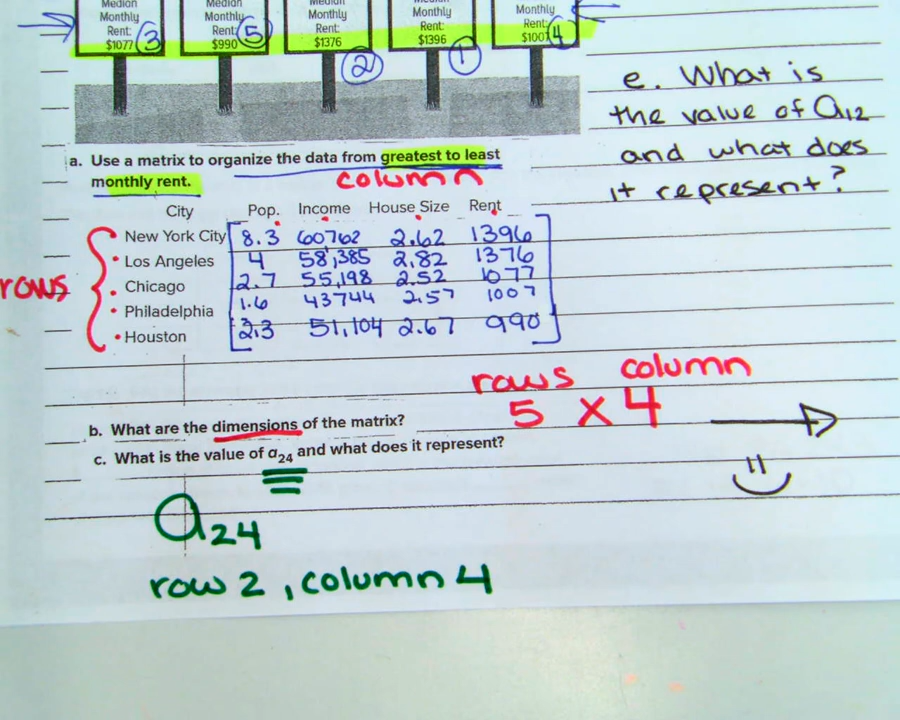 Median Median Median
Monthly Monthly Monthly Monthly Monthly
Rent: Rent: Rent: Rent: Rent:
$1077 3 $990 5 $1376 $1396 $1007 4
2 1
e. What is
the value of a12
and what does
it represent?
a. Use a matrix to organize the data from greatest to least
monthly rent.
column
City Pop. Income House Size Rent
New York City 8.3 60762 2.62 1396
Los Angeles 4 58,385 2.82 1376
Chicago 2.7 55,198 2.52 1077
Philadelphia 1.6 43744 2.57 1007
Houston 2.3 51,104 2.67 990
rows
rows column
5 x 4
b. What are the dimensions of the matrix?
c. What is the value of a24 and what does it represent?
a24
row 2, column 4